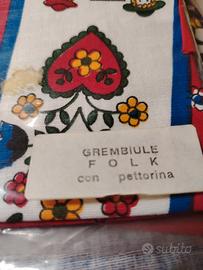 GREMBIULE
FOLK
con pettorina
subito